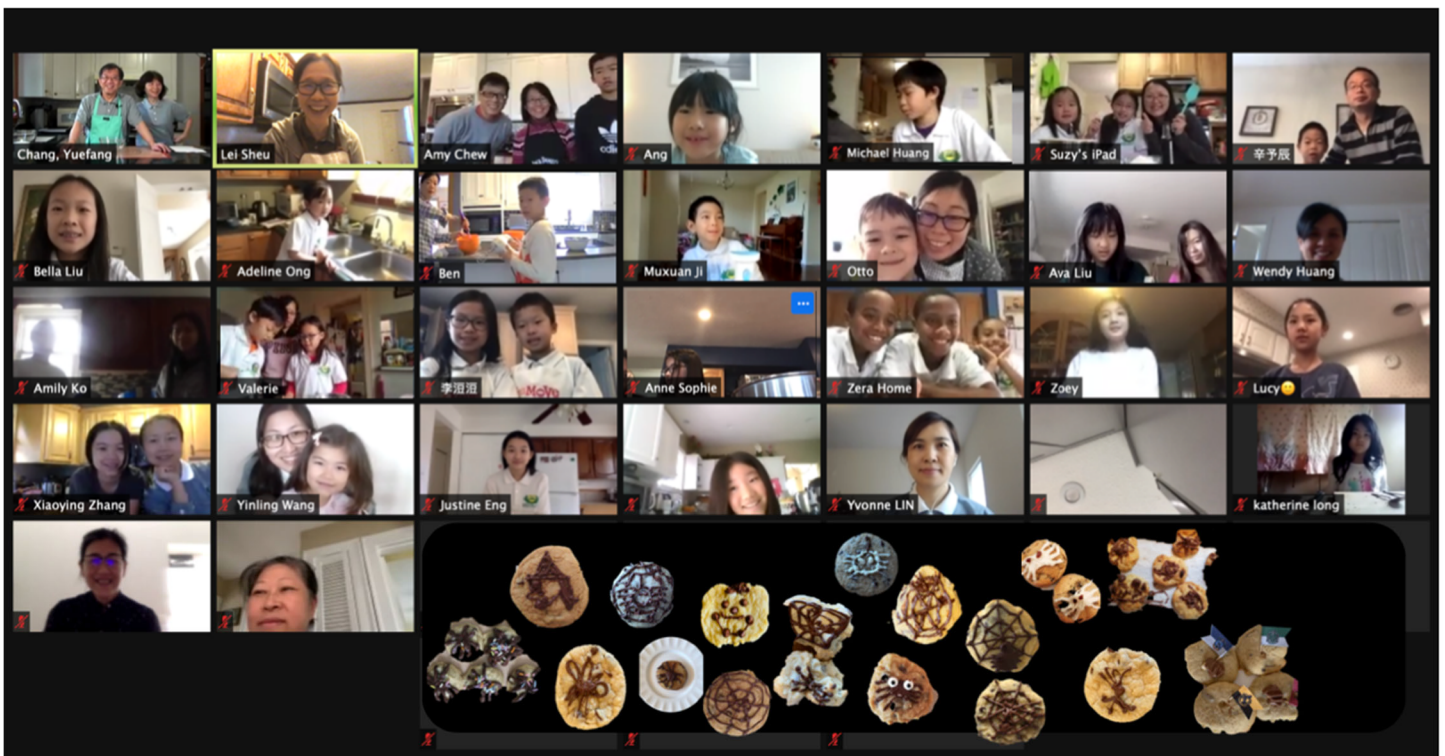 Chang, Yuefang
Lei Sheu
Amy Chew
Ang
Michael Huang
Suzy's iPad
辛予辰
Bella Liu
Adeline Ong
Ben
Muxuan Ji
Otto
Ava Liu
Wendy Huang
Amily Ko
Valerie
李洰洰
Anne Sophie
Zera Home
Zoey
Lucy🙂
Xiaoying Zhang
Yinling Wang
Justine Eng
Yvonne LIN
katherine long